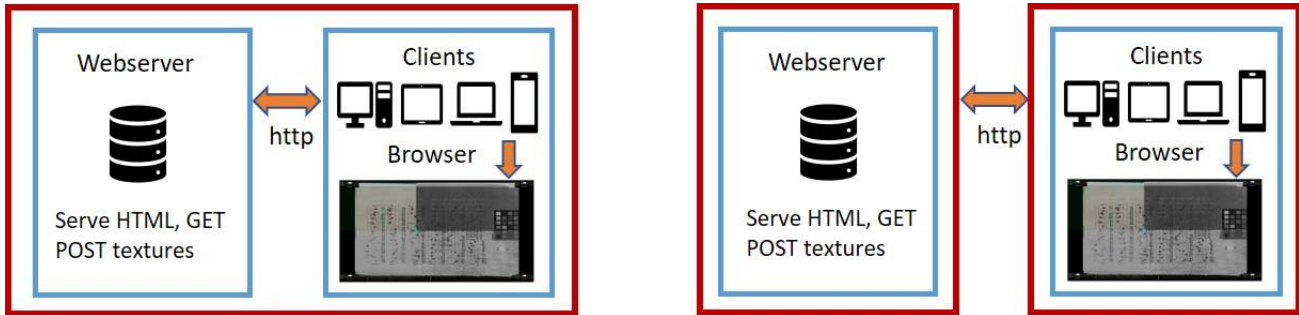 Webserver
Clients
http
Browser
Serve HTML, GET
POST textures
Webserver
Clients
http
Browser
Serve HTML, GET
POST textures